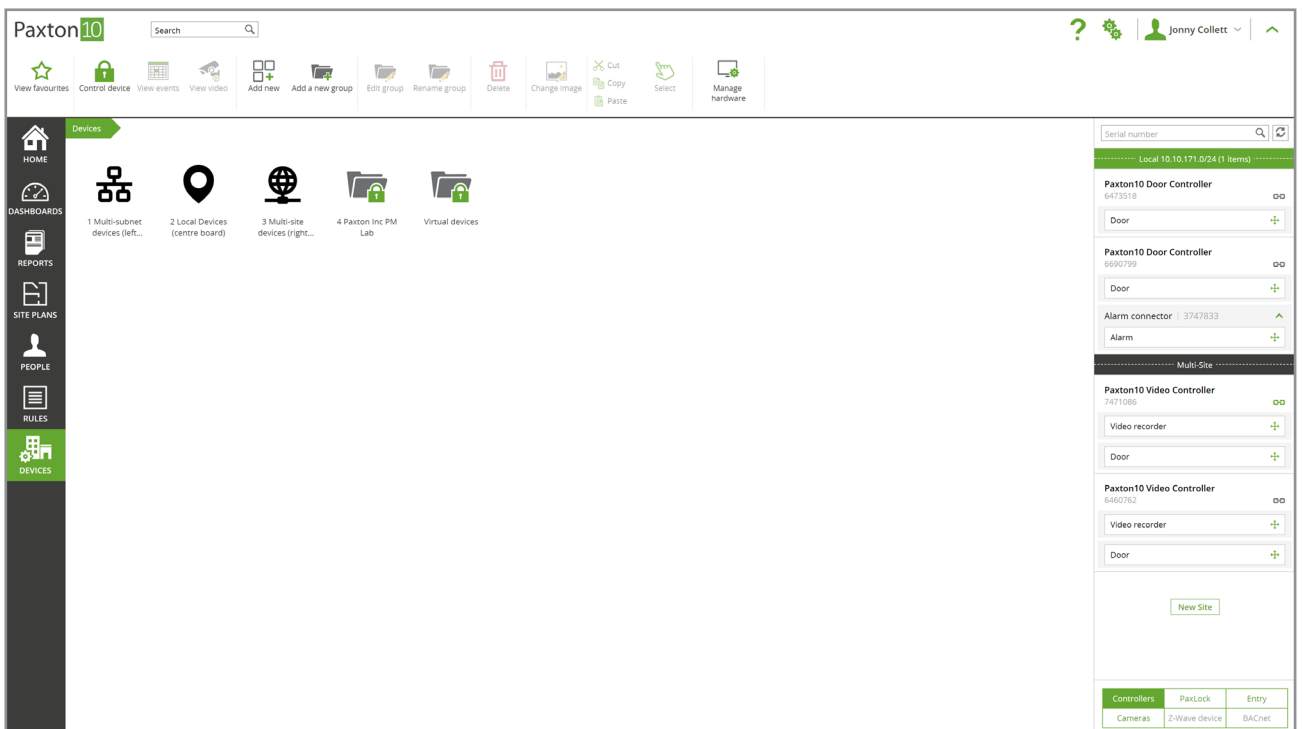 Paxton10
Search
?
Jonny Collett
View favourites
Control device
View events
View video
Add new
Add a new group
Edit group
Rename group
Delete
Change image
Cut
Copy
Paste
Select
Manage
hardware
HOME
DASHBOARDS
REPORTS
SITE PLANS
PEOPLE
RULES
DEVICES
Devices
1 Multi-subnet
devices (left...
2 Local Devices
(centre board)
3 Multi-site
devices (right...
4 Paxton Inc PM
Lab
Virtual devices
Serial number
Local 10.10.171.0/24 (1 items)
Paxton10 Door Controller
6473518
Door
Paxton10 Door Controller
6690799
Door
Alarm connector | 3747833
Alarm
Multi-Site
Paxton10 Video Controller
7471086
Video recorder
Door
Paxton10 Video Controller
6460762
Video recorder
Door
New Site
Controllers
PaxLock
Entry
Cameras
Z-Wave device
BACnet